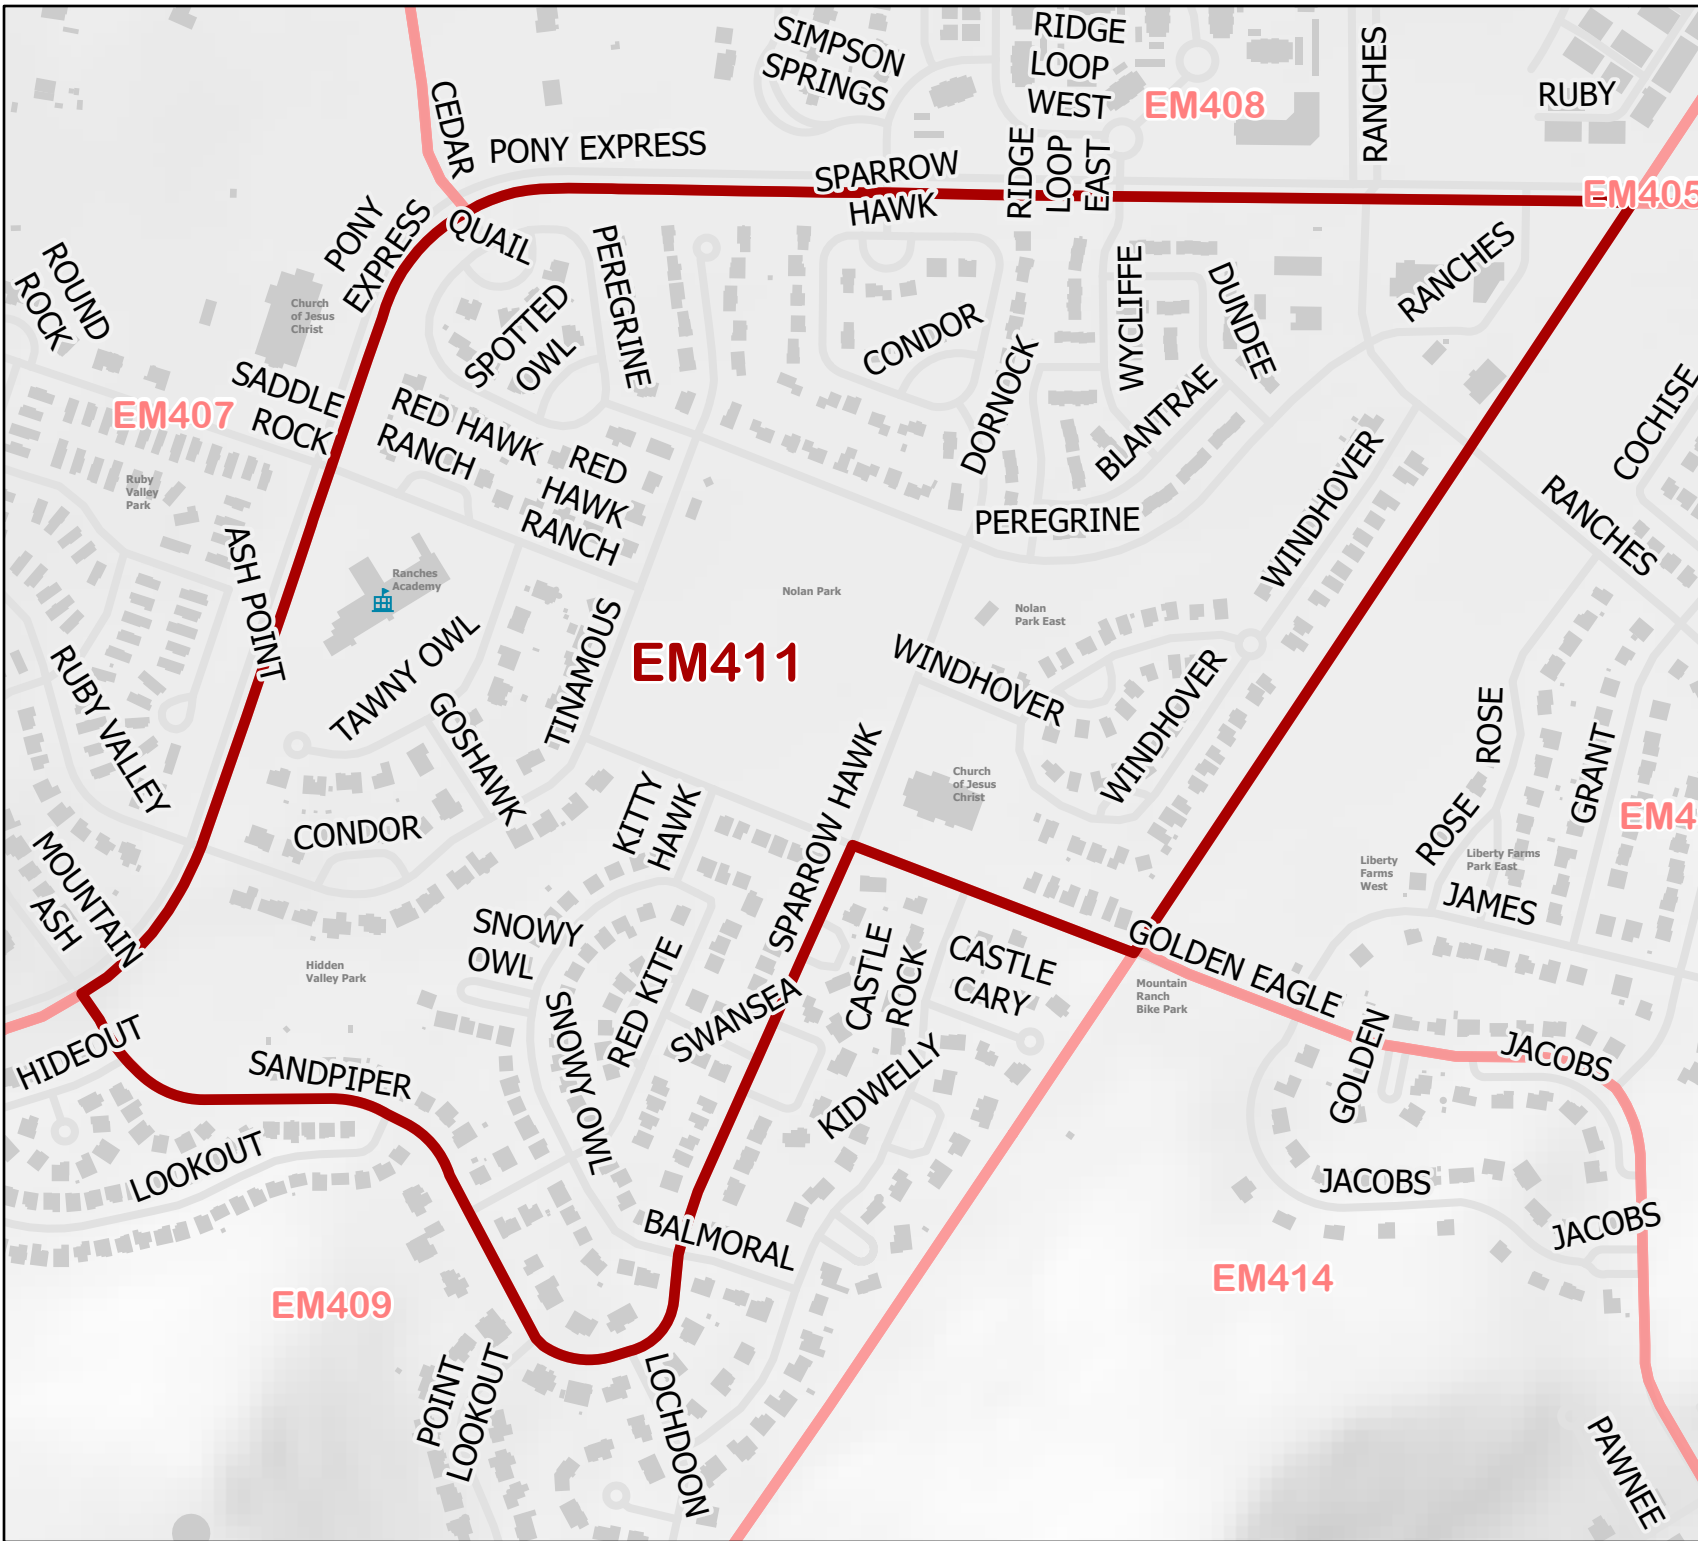 SIMPSON
SPRINGS
RIDGE
LOOP
WEST
EM408
RANCHES
RUBY
CEDAR
PONY EXPRESS
SPARROW
HAWK
RIDGE
LOOP
EAST
EM405
PONY
EXPRESS
QUAIL
PEREGRINE
ROUND
ROCK
Church
of Jesus
Christ
SPOTTED
OWL
CONDOR
WYCLIFFE
DUNDEE
RANCHES
SADDLE
ROCK
EM407
RED HAWK
RANCH
DORNOCK
BLANTRAE
COCHISE
RED
HAWK
RANCH
Ruby
Valley
Park
PEREGRINE
WINDHOVER
RANCHES
ASH POINT
Ranches
Academy
Nolan Park
Nolan
Park East
TAWNY OWL
TINAMOUS
EM411
WINDHOVER
WINDHOVER
RUBY VALLEY
GOSHAWK
ROSE
GRANT
KITTY
HAWK
SPARROW HAWK
Church
of Jesus
Christ
CONDOR
ROSE
EM4
Liberty
Farms
West
Liberty Farms
Park East
JAMES
MOUNTAIN
ASH
SNOWY
OWL
Hidden
Valley Park
RED KITE
CASTLE
ROCK
CASTLE
CARY
GOLDEN EAGLE
Mountain
Ranch
Bike Park
SWANSEA
HIDEOUT
SANDPIPER
SNOWY OWL
KIDWELLY
GOLDEN
JACOBS
LOOKOUT
JACOBS
JACOBS
BALMORAL
EM409
EM414
POINT
LOOKOUT
LOCHDOON
PAWNEE